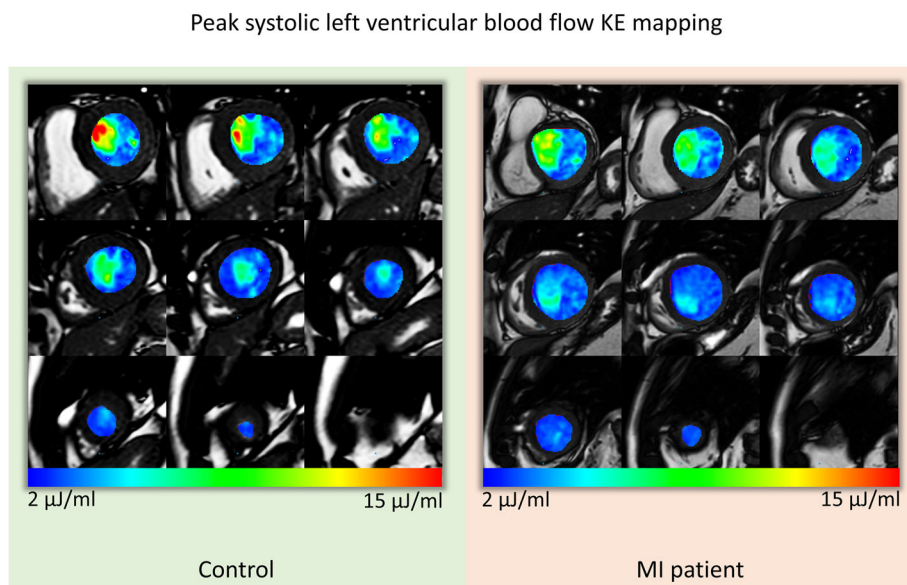 Peak systolic left ventricular blood flow KE mapping
2 µJ/ml
15 µJ/ml
2 µJ/ml
15 µJ/ml
Control
MI patient